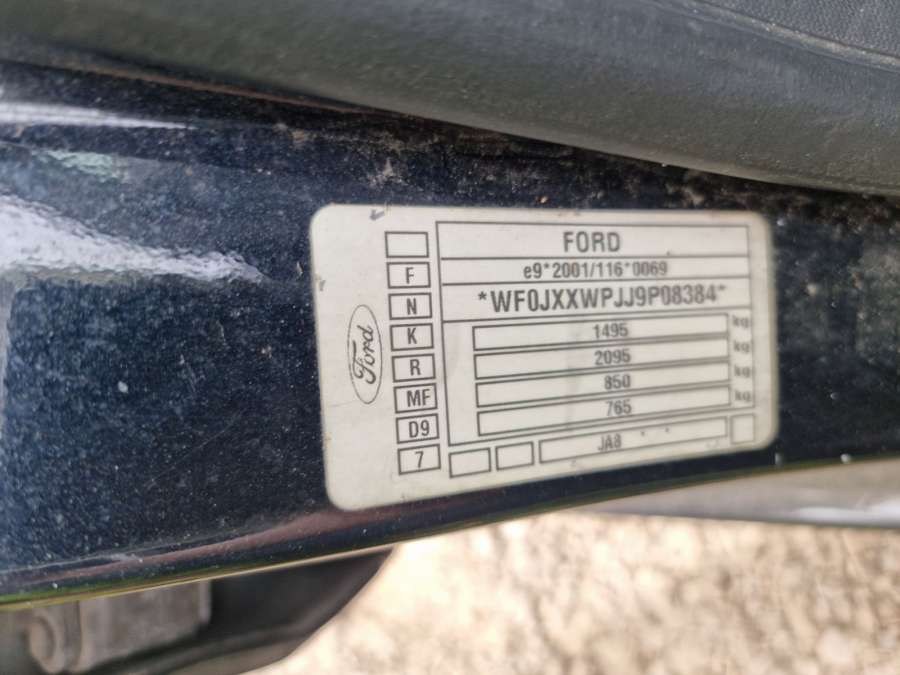 FORD
e9*2001/116*0069
*WF0JXXWPJJ9P08384*
F
N
K
R
MF
D9
7
Ford
1495 kg
2095 kg
850 kg
765 kg
JA8